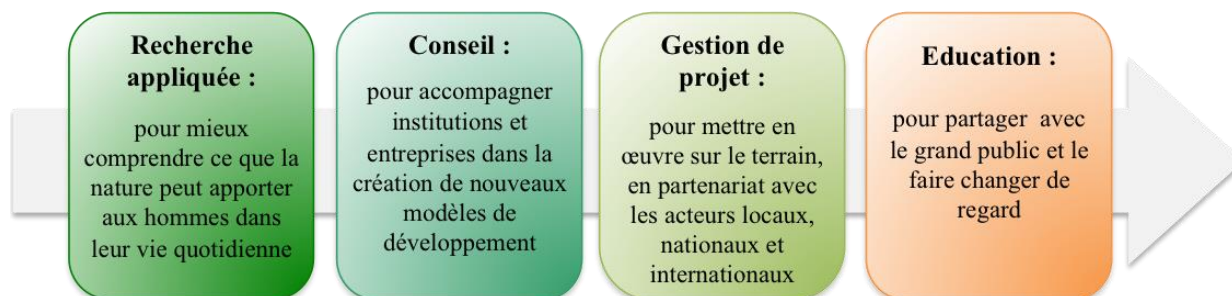 Recherche
appliquée :
pour mieux
comprendre ce que la
nature peut apporter
aux hommes dans
leur vie quotidienne
Conseil :
pour accompagner
institutions et
entreprises dans la
création de nouveaux
modèles de
développement
Gestion de
projet :
pour mettre en
œuvre sur le terrain,
en partenariat avec
les acteurs locaux,
nationaux et
internationaux
Education :
pour partager  avec
le grand public et le
faire changer de
regard